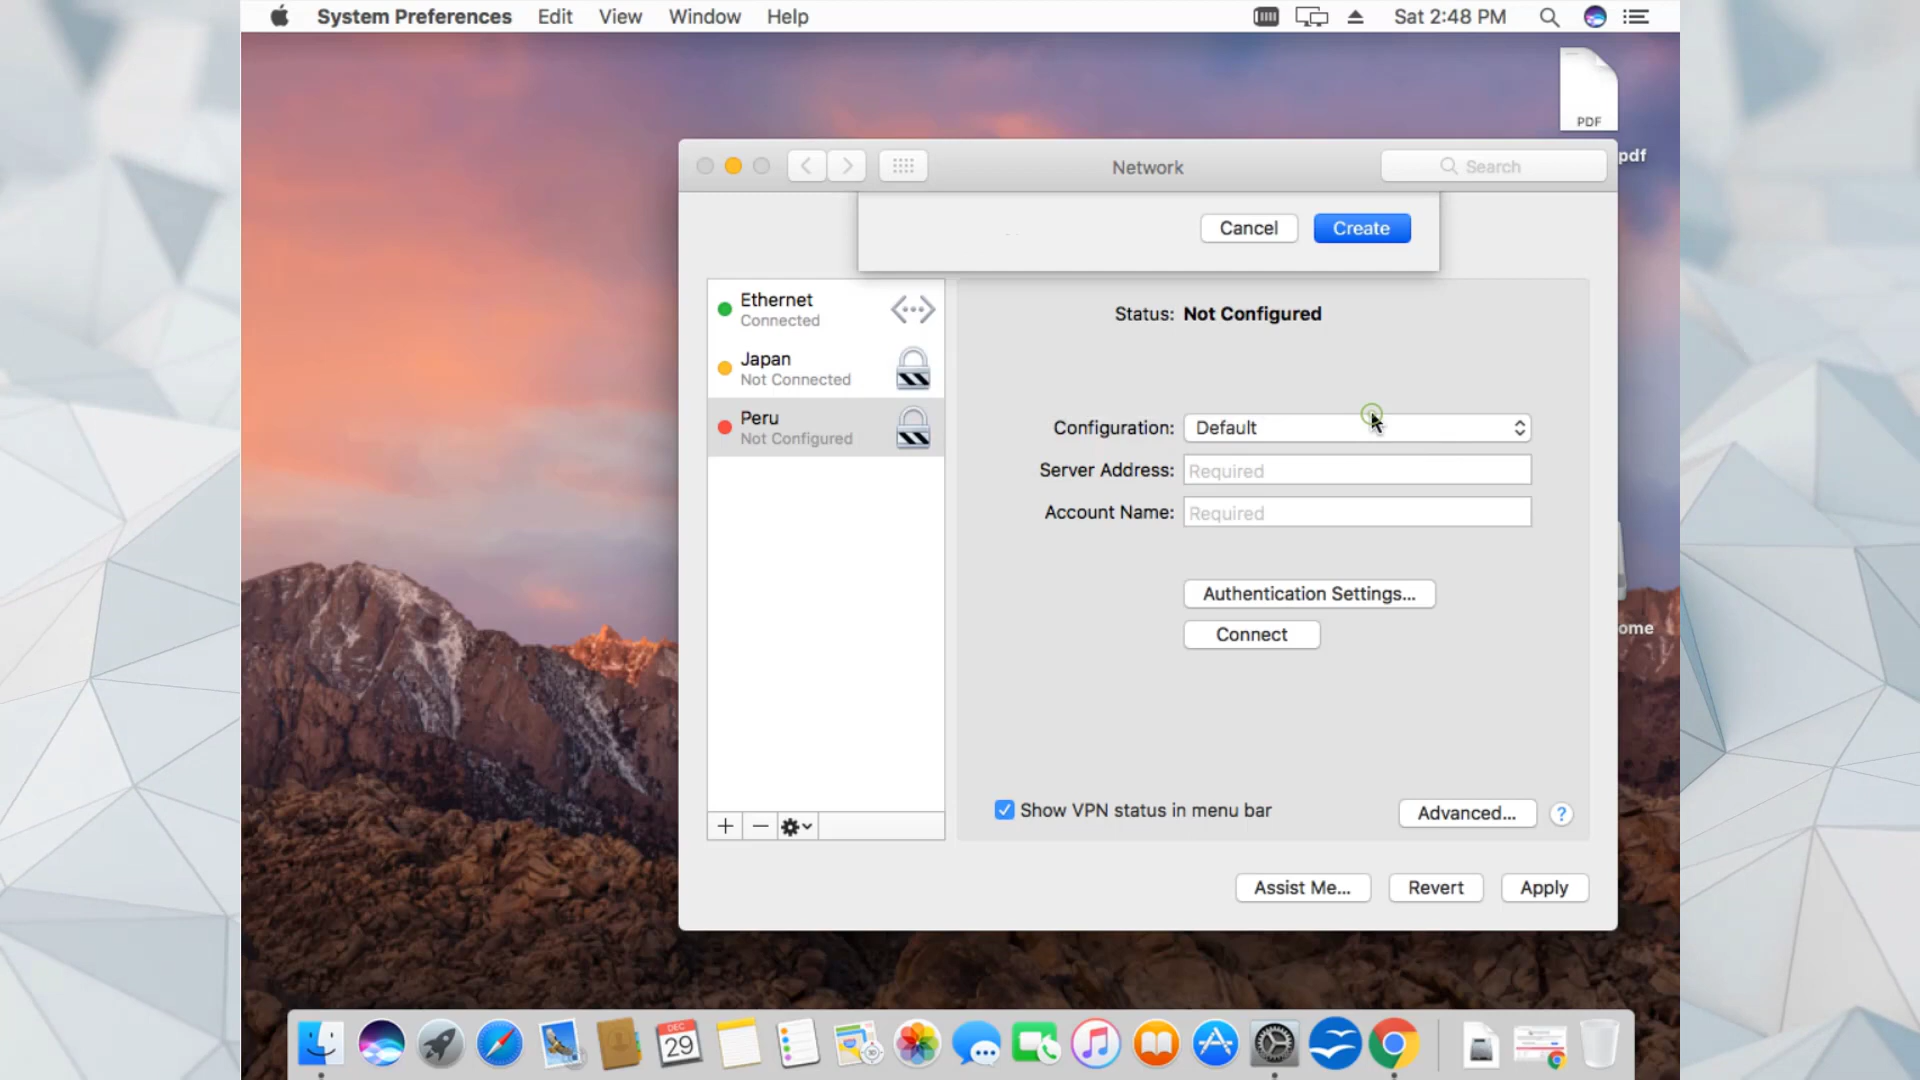 System Preferences Edit View Window Help Sat 2:48 PM
PDF
pdf
Network
Search
Cancel Create
Ethernet
Connected
Japan
Not Connected
Peru
Not Configured
Status: Not Configured
Configuration: Default
Server Address: Required
Account Name: Required
Authentication Settings...
Connect
ome
Show VPN status in menu bar
Advanced... ?
Assist Me... Revert Apply
DEC
29